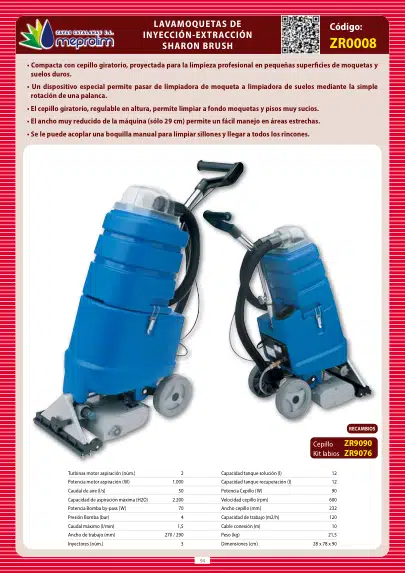 CAYAS CATALANAS S.L.
meprolim
LAVAMOQUETAS DE
INYECCIÓN-EXTRACCIÓN
SHARON BRUSH
Código:
ZR0008
• Compacta con cepillo giratorio, proyectada para la limpieza profesional en pequeñas superficies de moquetas y
suelos duros.
• Un dispositivo especial permite pasar de limpiadora de moqueta a limpiadora de suelos mediante la simple
rotación de una palanca.
• El cepillo giratorio, regulable en altura, permite limpiar a fondo moquetas y pisos muy sucios.
• El ancho muy reducido de la máquina (sólo 29 cm) permite un fácil manejo en áreas estrechas.
• Se le puede acoplar una boquilla manual para limpiar sillones y llegar a todos los rincones.
RECAMBIOS
Cepillo ZR9090
Kit labios ZR9076
Turbinas motor aspiración (núm.) 2 Capacidad tanque solución (l) 12
Potencia motor aspiración (W) 1.000 Capacidad tanque recuperación (l) 12
Caudal de aire (l/s) 50 Potencia Cepillo (W) 90
Capacidad de aspiración máxima (H2O) 2.200 Velocidad cepillo (rpm) 600
Potencia Bomba by-pass (W) 70 Ancho cepillo (mm) 232
Presión Bomba (bar) 4 Capacidad de trabajo (m2/h) 120
Caudal máximo (l/min) 1,5 Cable conexión (m) 10
Ancho de trabajo (mm) 270 / 290 Peso (kg) 21,5
Inyectores (núm.) 3 Dimensiones (cm) 28 x 78 x 90